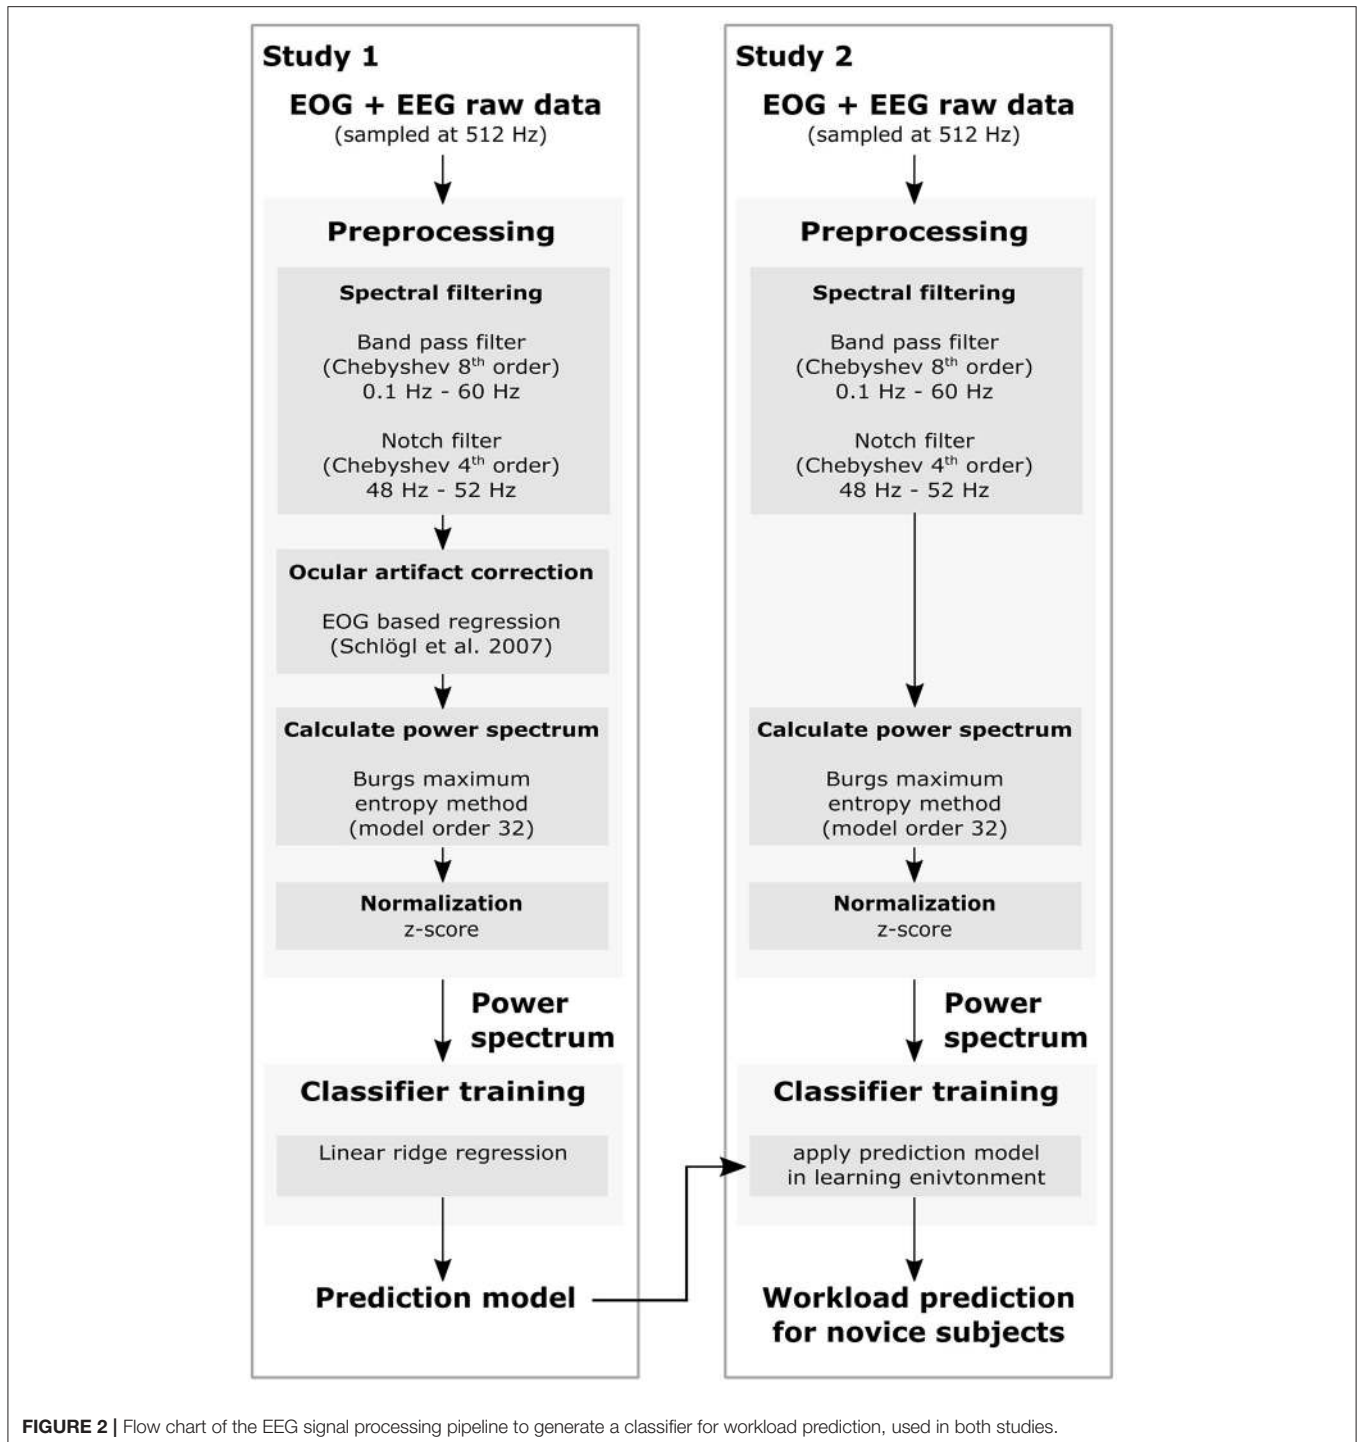 Study 1
EOG + EEG raw data
(sampled at 512 Hz)
Preprocessing
Spectral filtering
Band pass filter
(Chebyshev 8th order)
0.1 Hz - 60 Hz
Notch filter
(Chebyshev 4th order)
48 Hz - 52 Hz
Ocular artifact correction
EOG based regression
(Schlögl et al. 2007)
Calculate power spectrum
Burgs maximum
entropy method
(model order 32)
Normalization
z-score
Power
spectrum
Classifier training
Linear ridge regression
Prediction model
Study 2
EOG + EEG raw data
(sampled at 512 Hz)
Preprocessing
Spectral filtering
Band pass filter
(Chebyshev 8th order)
0.1 Hz - 60 Hz
Notch filter
(Chebyshev 4th order)
48 Hz - 52 Hz
Calculate power spectrum
Burgs maximum
entropy method
(model order 32)
Normalization
z-score
Power
spectrum
Classifier training
apply prediction model
in learning enivtonment
Workload prediction
for novice subjects
FIGURE 2 | Flow chart of the EEG signal processing pipeline to generate a classifier for workload prediction, used in both studies.